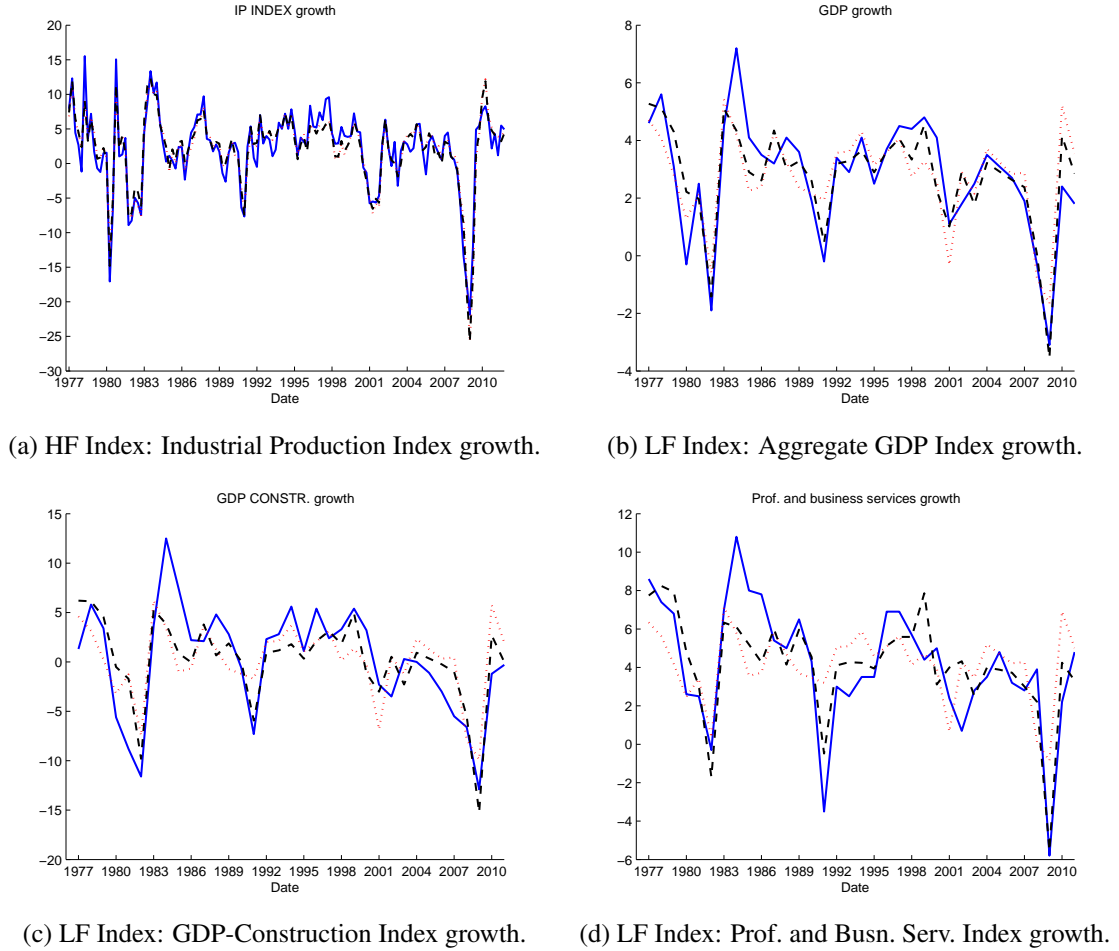 IP INDEX growth
20
15
10
5
0
−5
−10
−15
−20
−25
−30
1977 1980 1983 1986 1989 1992 1995 1998 2001 2004 2007 2010
Date
(a) HF Index: Industrial Production Index growth.
GDP growth
8
6
4
2
0
−2
−4
1977 1980 1983 1986 1989 1992 1995 1998 2001 2004 2007 2010
Date
(b) LF Index: Aggregate GDP Index growth.
GDP CONSTR. growth
15
10
5
0
−5
−10
−15
−20
1977 1980 1983 1986 1989 1992 1995 1998 2001 2004 2007 2010
Date
(c) LF Index: GDP-Construction Index growth.
Prof. and business services growth
12
10
8
6
4
2
0
−2
−4
−6
1977 1980 1983 1986 1989 1992 1995 1998 2001 2004 2007 2010
Date
(d) LF Index: Prof. and Busn. Serv. Index growth.